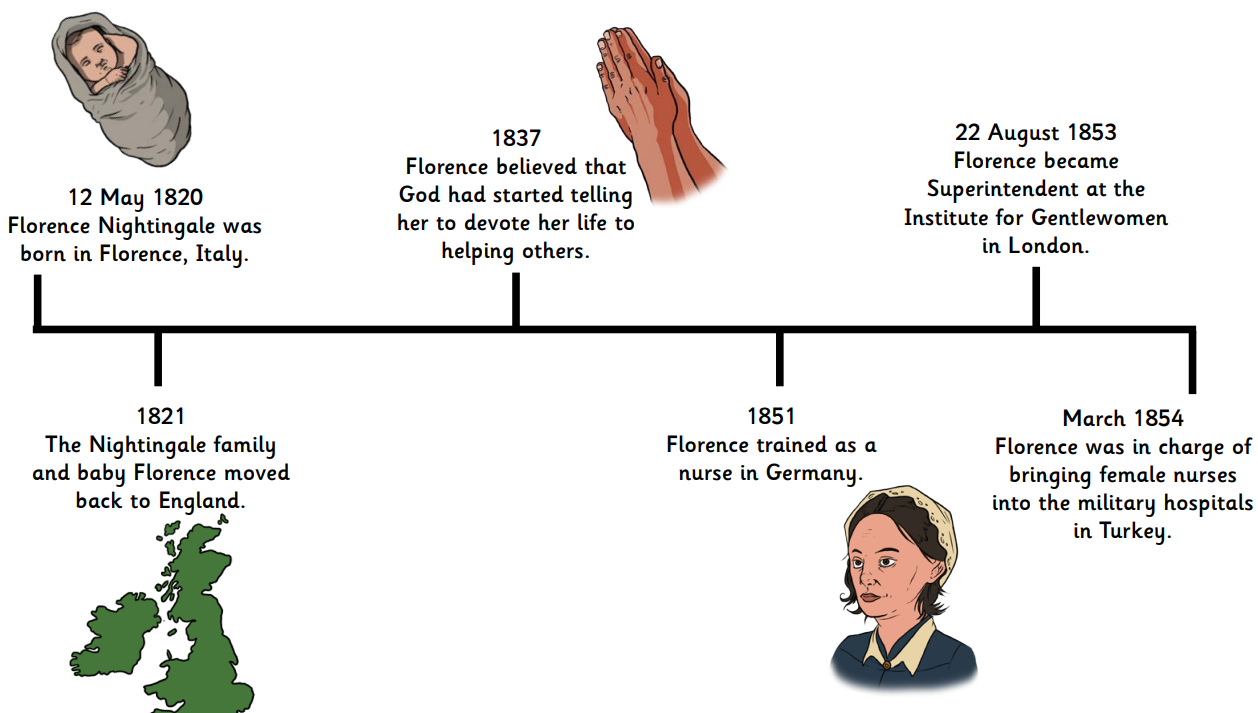 12 May 1820
Florence Nightingale was
born in Florence, Italy.
1821
The Nightingale family
and baby Florence moved
back to England.
1837
Florence believed that
God had started telling
her to devote her life to
helping others.
1851
Florence trained as a
nurse in Germany.
22 August 1853
Florence became
Superintendent at the
Institute for Gentlewomen
in London.
March 1854
Florence was in charge of
bringing female nurses
into the military hospitals
in Turkey.